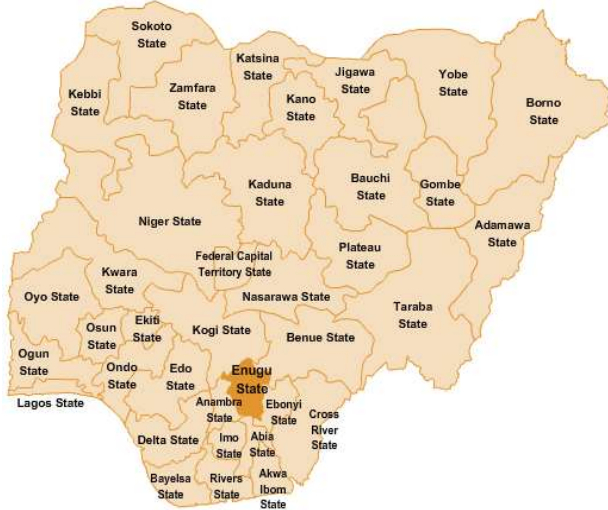 Sokoto
State
Katsina
State
Jigawa
State
Yobe
State
Kebbi
State
Zamfara
State
Kano
State
Borno
State
Kaduna
State
Bauchi
State
Gombe
State
Niger State
Adamawa
State
Plateau
State
Federal Capital
Territory State
Kwara
State
Nasarawa State
Oyo State
Taraba
State
Osun
State
Ekiti
State
Kogi State
Benue State
Ogun
State
Ondo
State
Edo
State
Enugu
State
Lagos State
Anambra
State
Ebonyi
State
Cross
River
State
Delta State
Imo
State
Abia
State
Bayelsa
State
Rivers
State
Akwa
Ibom
State